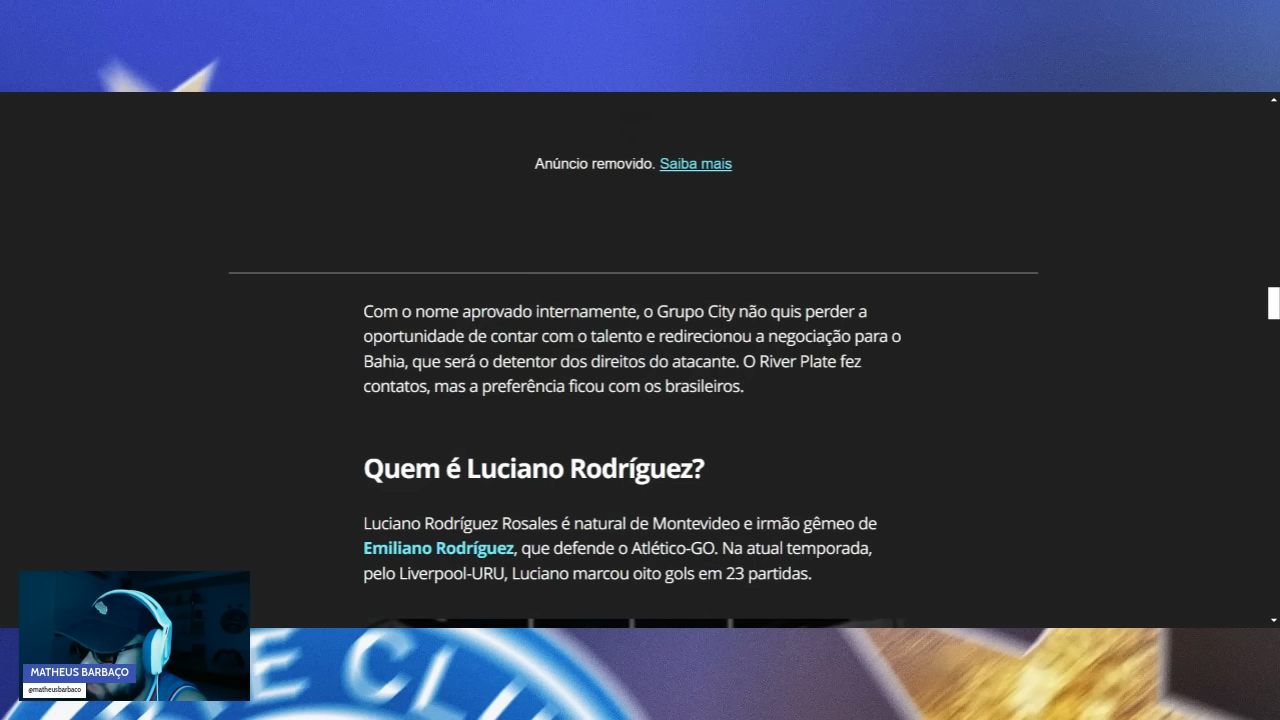 Anúncio removido. Saiba mais
Com o nome aprovado internamente, o Grupo City não quis perder a
oportunidade de contar com o talento e redirecionou a negociação para o
Bahia, que será o detentor dos direitos do atacante. O River Plate fez
contatos, mas a preferência ficou com os brasileiros.
Quem é Luciano Rodríguez?
Luciano Rodríguez Rosales é natural de Montevideo e irmão gêmeo de
Emiliano Rodríguez, que defende o Atlético-GO. Na atual temporada,
pelo Liverpool-URU, Luciano marcou oito gols em 23 partidas.
MATHEUS BARBAÇO
@matheusbarbaco
E CL